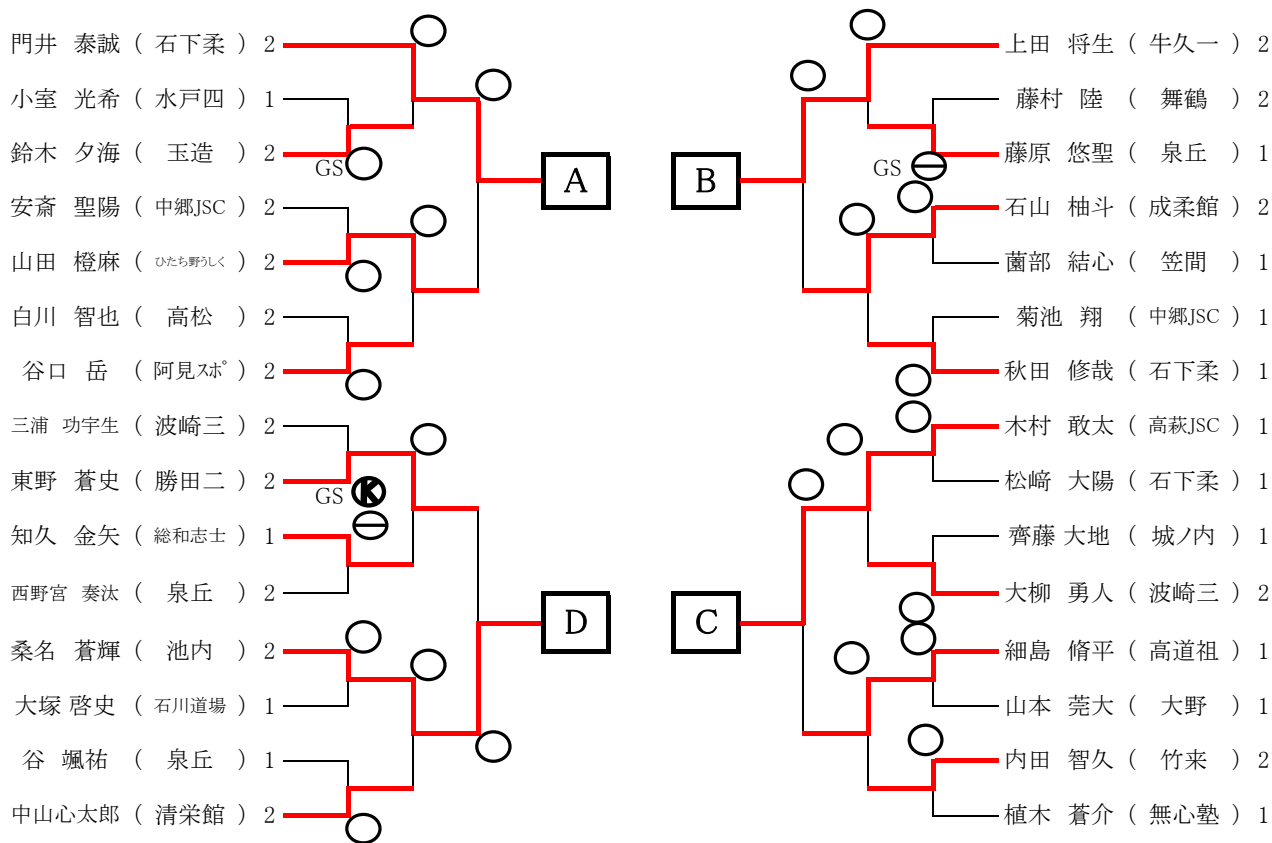 門井 泰誠 ( 石下柔 ) 2
小室 光希 ( 水戸四 ) 1
鈴木 夕海 ( 玉造 ) 2
GS
安斎 聖陽 ( 中郷JSC ) 2
山田 橙麻 ( ひたち野うしく ) 2
白川 智也 ( 高松 ) 2
谷口 岳 ( 阿見スポ ) 2
A
三浦 功宇生 ( 波崎三 ) 2
東野 蒼史 ( 勝田二 ) 2
GS K
知久 金矢 ( 総和志士 ) 1
西野宮 奏汰 ( 泉丘 ) 2
桑名 蒼輝 ( 池内 ) 2
大塚 啓史 ( 石川道場 ) 1
谷 颯祐 ( 泉丘 ) 1
中山心太郎 ( 清栄館 ) 2
D
上田 将生 ( 牛久一 ) 2
藤村 陸 ( 舞鶴 ) 2
藤原 悠聖 ( 泉丘 ) 1
GS
石山 柚斗 ( 成柔館 ) 2
薗部 結心 ( 笠間 ) 1
菊池 翔 ( 中郷JSC ) 1
秋田 修哉 ( 石下柔 ) 1
B
木村 敢太 ( 高萩JSC ) 1
松﨑 大陽 ( 石下柔 ) 1
齊藤 大地 ( 城ノ内 ) 1
大柳 勇人 ( 波崎三 ) 2
細島 脩平 ( 高道祖 ) 1
山本 莞大 ( 大野 ) 1
内田 智久 ( 竹来 ) 2
植木 蒼介 ( 無心塾 ) 1
C